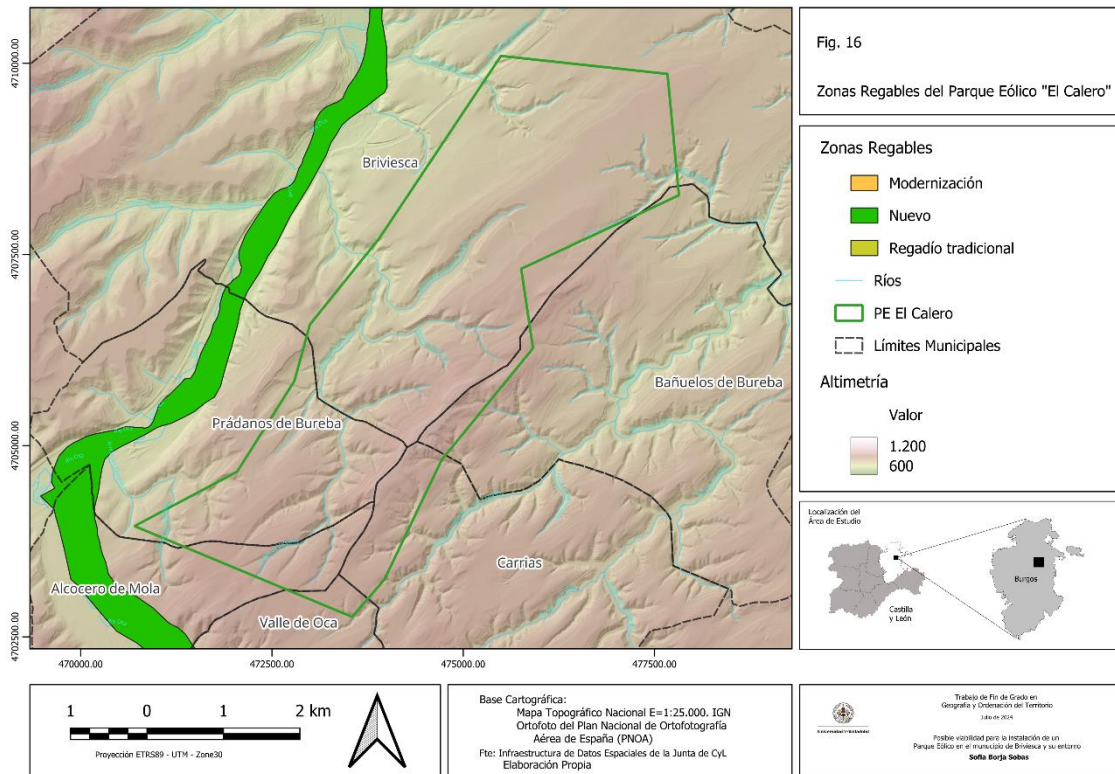 Fig. 16
Zonas Regables del Parque Eólico "El Calero"
Zonas Regables
Modernización
Nuevo
Regadío tradicional
Ríos
PE El Calero
Límites Municipales
Altimetría
Valor
1.200
600
Localización del
Área de Estudio
Castilla
y León
Burgos
Briviesca
Bañuelos de Bureba
Prádanos de Bureba
Carrias
Alcocero de Mola
Valle de Oca
4710000.00
4707500.00
4705000.00
4702500.00
470000.00
472500.00
475000.00
477500.00
1 0 1 2 km
Proyección ETRS89 - UTM - Zone30
Base Cartográfica:
Mapa Topográfico Nacional E=1:25.000. IGN
Ortofoto del Plan Nacional de Ortofotografía
Aérea de España (PNOA)
Fte: Infraestructura de Datos Espaciales de la Junta de CyL
Elaboración Propia
Universidad de Valladolid
Trabajo de Fin de Grado en
Geografía y Ordenación del Territorio
Julio de 2024
Posible viabilidad para la instalación de un
Parque Eólico en el municipio de Briviesca y su entorno
Sofía Borja Sobas